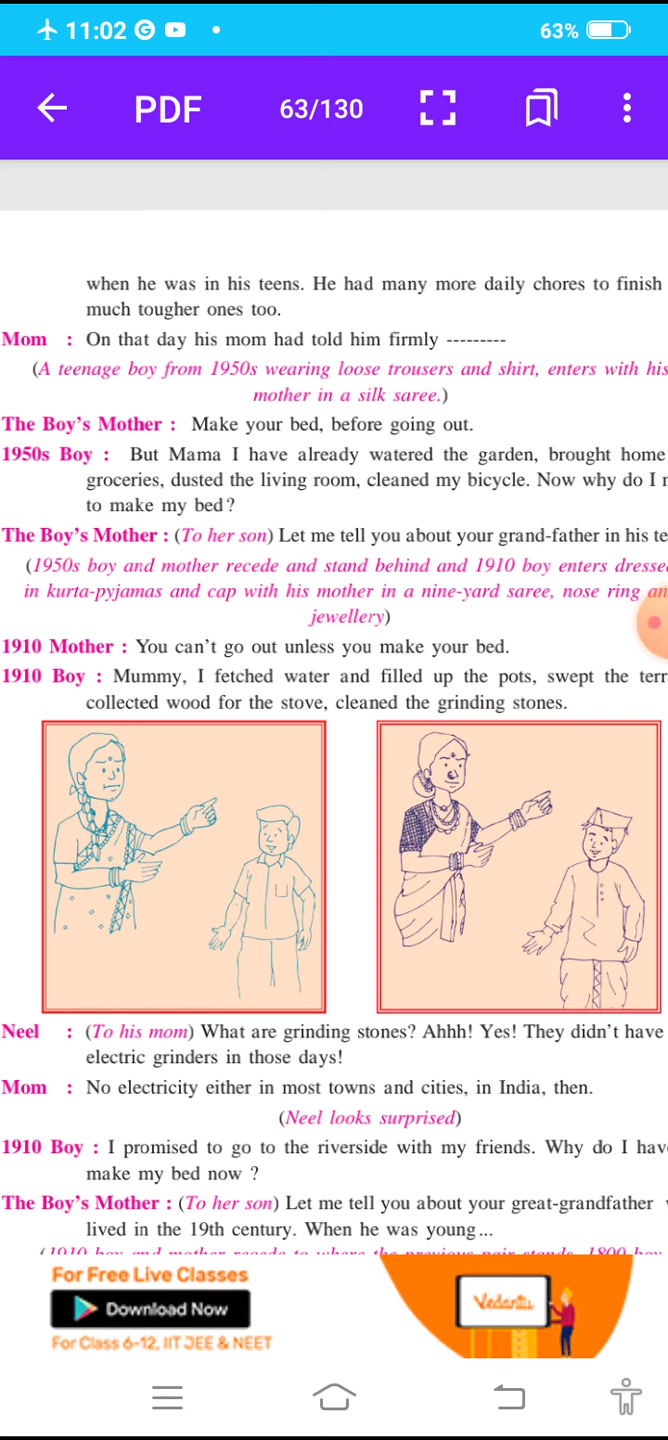 11:02
63%
PDF 63/130
when he was in his teens. He had many more daily chores to finish
much tougher ones too.
Mom : On that day his mom had told him firmly ---------
(A teenage boy from 1950s wearing loose trousers and shirt, enters with his
mother in a silk saree.)
The Boy's Mother : Make your bed, before going out.
1950s Boy : But Mama I have already watered the garden, brought home
groceries, dusted the living room, cleaned my bicycle. Now why do I
to make my bed?
The Boy's Mother : (To her son) Let me tell you about your grand-father in his
(1950s boy and mother recede and stand behind and 1910 boy enters
in kurta-pyjamas and cap with his mother in a nine-yard saree, nose ring
jewellery)
1910 Mother : You can't go out unless you make your bed.
1910 Boy : Mummy, I fetched water and filled up the pots, swept the
collected wood for the stove, cleaned the grinding stones.
Neel : (To his mom) What are grinding stones? Ahhh! Yes! They didn't have
electric grinders in those days!
Mom : No electricity either in most towns and cities, in India, then.
(Neel looks surprised)
1910 Boy : I promised to go to the riverside with my friends. Why do I
make my bed now ?
The Boy's Mother : (To her son) Let me tell you about your great-grandfather
lived in the 19th century. When he was young...
(1910 boy and mother recede to where the previous pair stands. 1800 boy
For Free Live Classes
Download Now
For Class 6-12, IIT JEE & NEET
Vedantu